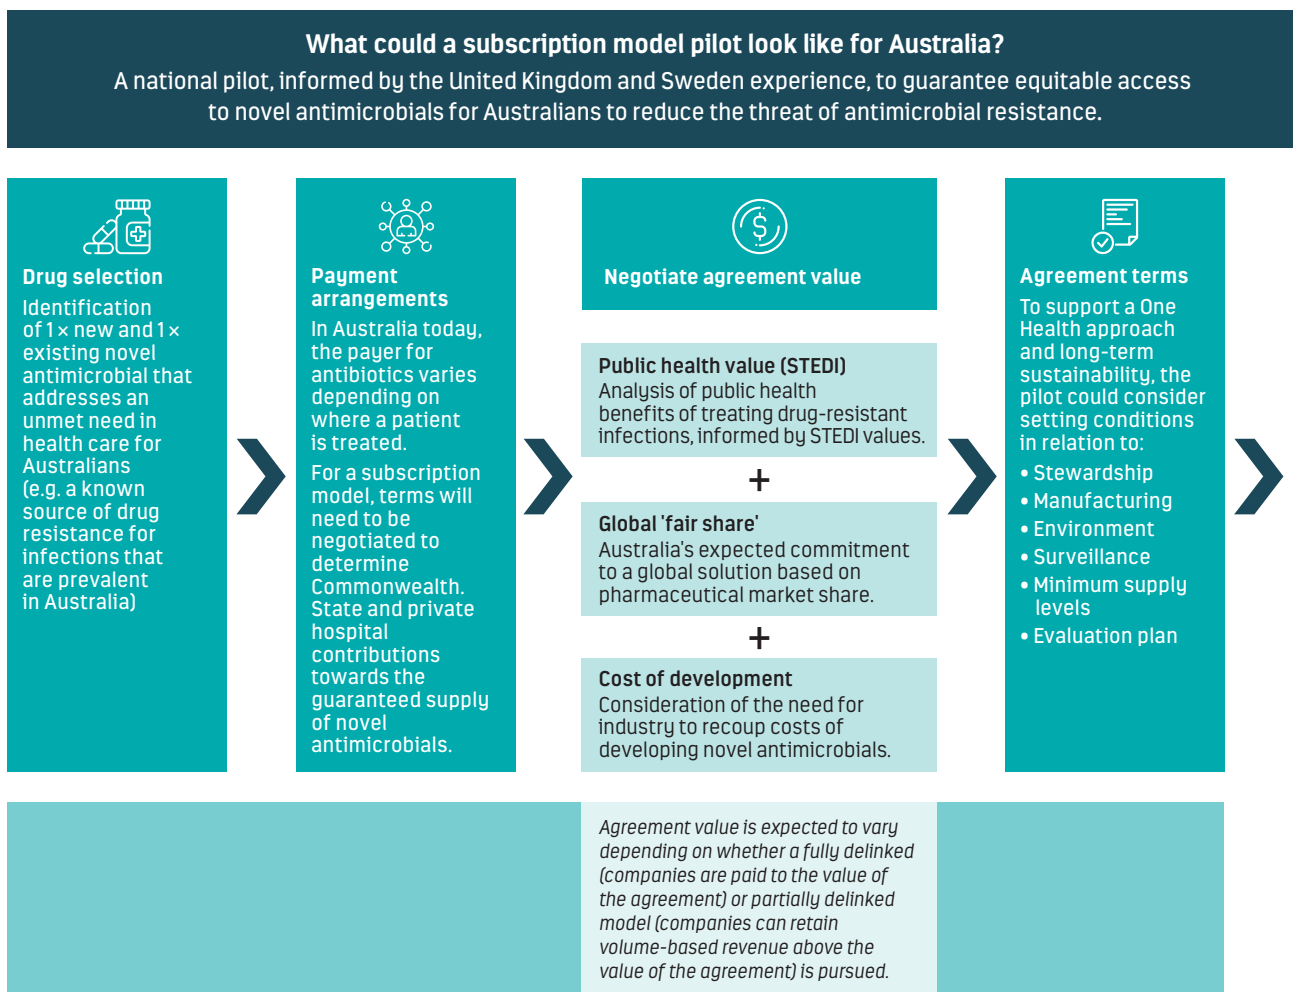 What could a subscription model pilot look like for Australia?
A national pilot, informed by the United Kingdom and Sweden experience, to guarantee equitable access
to novel antimicrobials for Australians to reduce the threat of antimicrobial resistance.
Drug selection
Identification
of 1 × new and 1 ×
existing novel
antimicrobial that
addresses an
unmet need in
health care for
Australians
(e.g. a known
source of drug
resistance for
infections that
are prevalent
in Australia)
Payment
arrangements
In Australia today,
the payer for
antibiotics varies
depending on
where a patient
is treated.
For a subscription
model, terms will
need to be
negotiated to
determine
Commonwealth.
State and private
hospital
contributions
towards the
guaranteed supply
of novel
antimicrobials.
$
Negotiate agreement value
Public health value (STEDI)
Analysis of public health
benefits of treating drug-resistant
infections, informed by STEDI values.
+
Global 'fair share'
Australia's expected commitment
to a global solution based on
pharmaceutical market share.
+
Cost of development
Consideration of the need for
industry to recoup costs of
developing novel antimicrobials.
Agreement value is expected to vary
depending on whether a fully delinked
(companies are paid to the value of
the agreement) or partially delinked
model (companies can retain
volume-based revenue above the
value of the agreement) is pursued.
Agreement terms
To support a One
Health approach
and long-term
sustainability, the
pilot could consider
setting conditions
in relation to:
• Stewardship
• Manufacturing
• Environment
• Surveillance
• Minimum supply
levels
• Evaluation plan